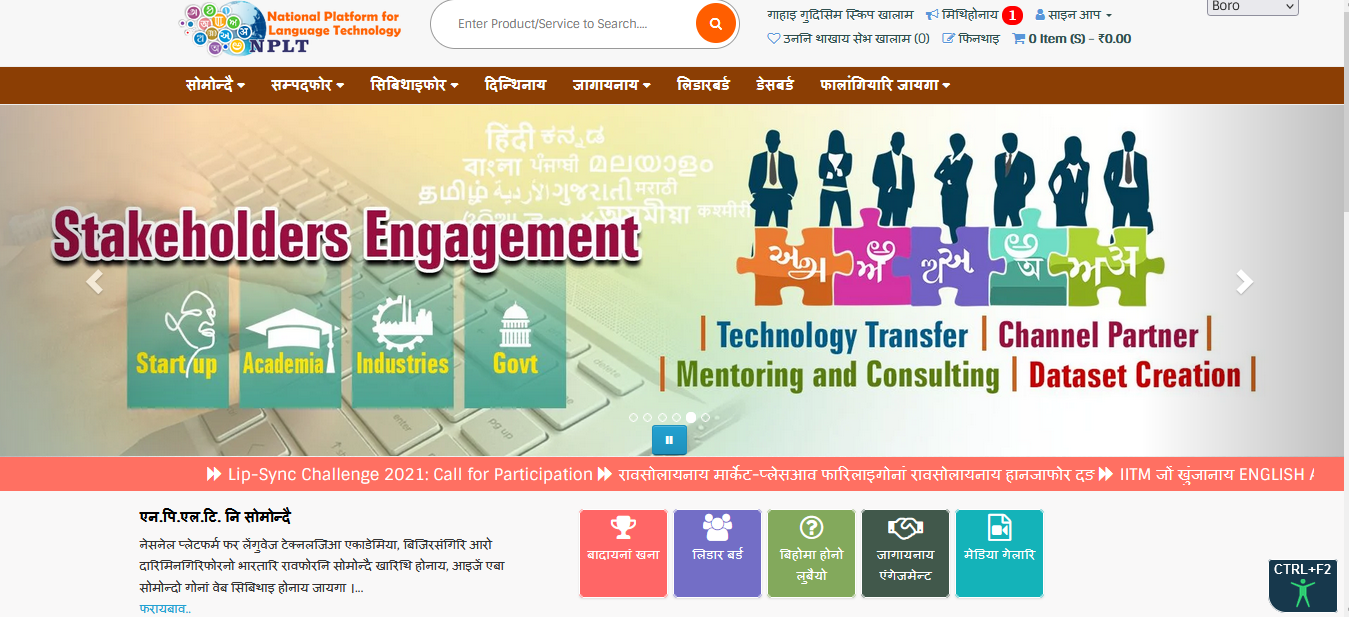 National Platform for
Language Technology
NPLT
Enter Product/Service to Search....
गाहाइ गुदिसिम स्किप खालाम मिथिहोनाय 1 साइन आप
उननि थाखाय सेभ खालाम (0) फिनथाइ 0 Item (S) - ₹0.00
Boro
सोमोन्दै सम्पदफोर सिबिथाइफोर दिन्थिनाय जागायनाय लिडारबर्ड डेसबर्ड फालांगियारि जायगा
हिंदी ಕನ್ನಡ
বাংলা ਪੰਜਾਬੀ മലയാളം
தமிழ் ગુજરાતી मराठी
অসমীয়া कश्मीरी
Stakeholders Engagement
Start up Academia Industries Govt
Technology Transfer | Channel Partner |
| Mentoring and Consulting | Dataset Creation |
Lip-Sync Challenge 2021: Call for Participation रावसोलायनाय मार्केट-प्लेसआव फारिलाइगोनां रावसोलायनाय हानजाफोर दङ IITM जों खुंजानाय ENGLISH
एन.पि.एल.टि. नि सोमोन्दै
नेसनेल प्लेटफर्म फर लेंगुवेज टेक्नलजिआ एकाडेमिया, बिजिरसंगिरि आरो
दारिमिनगिरिफोरनो भारतारि रावफोरनि सोमोन्दै खारिथि होनाय, आइजें एबा
सोमोन्दो गोनां वेब सिबिथाइ होनाय जायगा ।...
फरायबाव..
बादायनां खना
लिडार बर्ड
बिहोमा होनो
लुबैयो
जागायनाय
एंगेजमेन्ट
मेडिया गेलारि
CTRL+F2